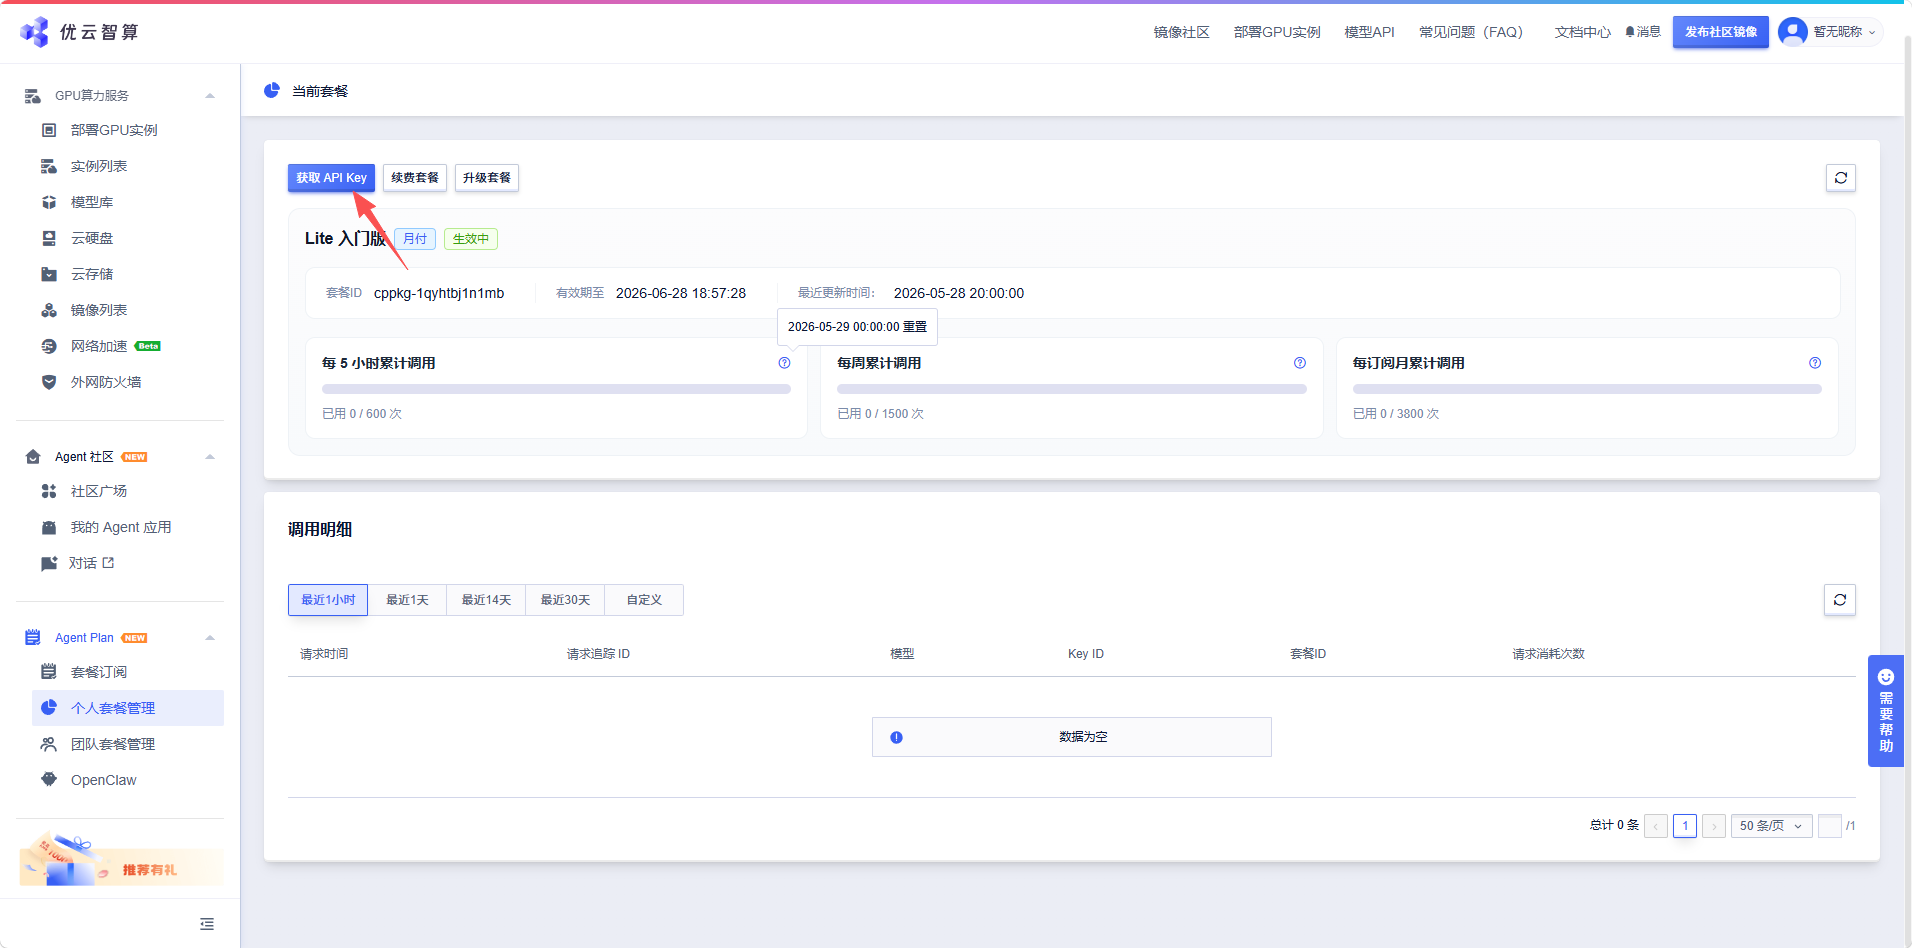 优云智算
镜像社区 部署GPU实例 模型API 常见问题（FAQ） 文档中心 消息 发布社区镜像 暂无昵称
GPU算力服务
部署GPU实例
实例列表
模型库
云硬盘
云存储
镜像列表
网络加速 Beta
外网防火墙
Agent 社区 NEW
社区广场
我的 Agent 应用
对话
Agent Plan NEW
套餐订阅
个人套餐管理
团队套餐管理
OpenClaw
推荐有礼
当前套餐
获取 API Key 续费套餐 升级套餐
Lite 入门版 月付 生效中
套餐ID cppkg-1qyhtbj1n1mb 有效期至 2026-06-28 18:57:28 最近更新时间： 2026-05-28 20:00:00
2026-05-29 00:00:00 重置
每 5 小时累计调用 每周累计调用 每订阅月累计调用
已用 0 / 600 次 已用 0 / 1500 次 已用 0 / 3800 次
调用明细
最近1小时 最近1天 最近14天 最近30天 自定义
请求时间 请求追踪 ID 模型 Key ID 套餐ID 请求消耗次数
数据为空
总计 0 条 1 50 条/页 /1
需要帮助